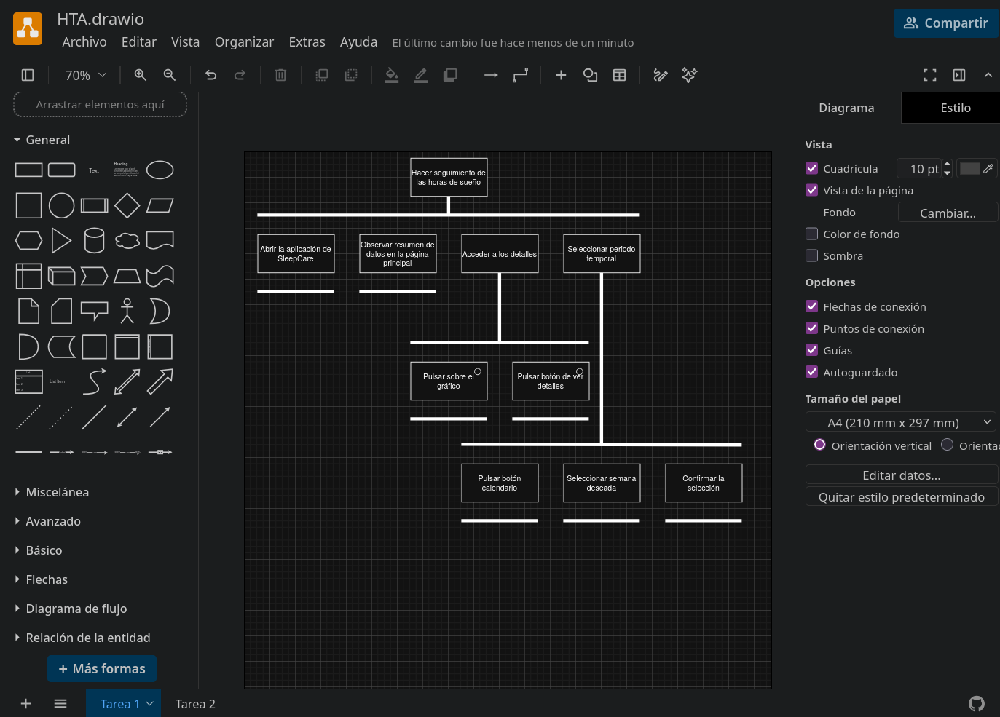 HTA.drawio
Compartir
Archivo Editar Vista Organizar Extras Ayuda El último cambio fue hace menos de un minuto
70%
Arrastrar elementos aquí
General
Text
Heading
List Item
Miscelánea
Avanzado
Básico
Flechas
Diagrama de flujo
Relación de la entidad
+ Más formas
Hacer seguimiento de
las horas de sueño
Abrir la aplicación de
SleepCare
Observar resumen de
datos en la página
principal
Acceder a los detalles
Seleccionar periodo
temporal
Pulsar sobre el
gráfico
Pulsar botón de ver
detalles
Pulsar botón
calendario
Seleccionar semana
deseada
Confirmar la
selección
Diagrama Estilo
Vista
Cuadrícula 10 pt
Vista de la página
Fondo Cambiar...
Color de fondo
Sombra
Opciones
Flechas de conexión
Puntos de conexión
Guías
Autoguardado
Tamaño del papel
A4 (210 mm x 297 mm)
Orientación vertical Orientac
Editar datos...
Quitar estilo predeterminado
Tarea 1 Tarea 2